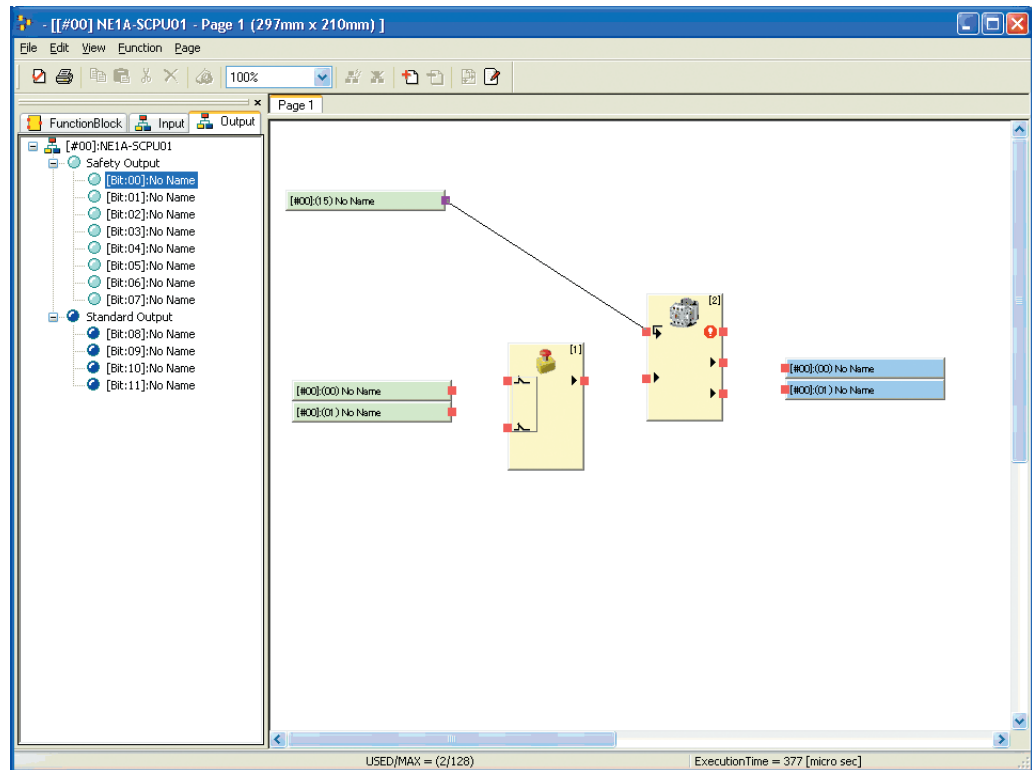 - [[#00] NE1A-SCPU01 - Page 1 (297mm x 210mm) ]
File Edit View Function Page
100%
FunctionBlock Input Output
[#00]:NE1A-SCPU01
Safety Output
[Bit:00]:No Name
[Bit:01]:No Name
[Bit:02]:No Name
[Bit:03]:No Name
[Bit:04]:No Name
[Bit:05]:No Name
[Bit:06]:No Name
[Bit:07]:No Name
Standard Output
[Bit:08]:No Name
[Bit:09]:No Name
[Bit:10]:No Name
[Bit:11]:No Name
Page 1
[#00]:(15) No Name
[2]
[1]
[#00]:(00) No Name
[#00]:(01) No Name
[#00]:(00) No Name
[#00]:(01) No Name
USED/MAX = (2/128)
ExecutionTime = 377 [micro sec]